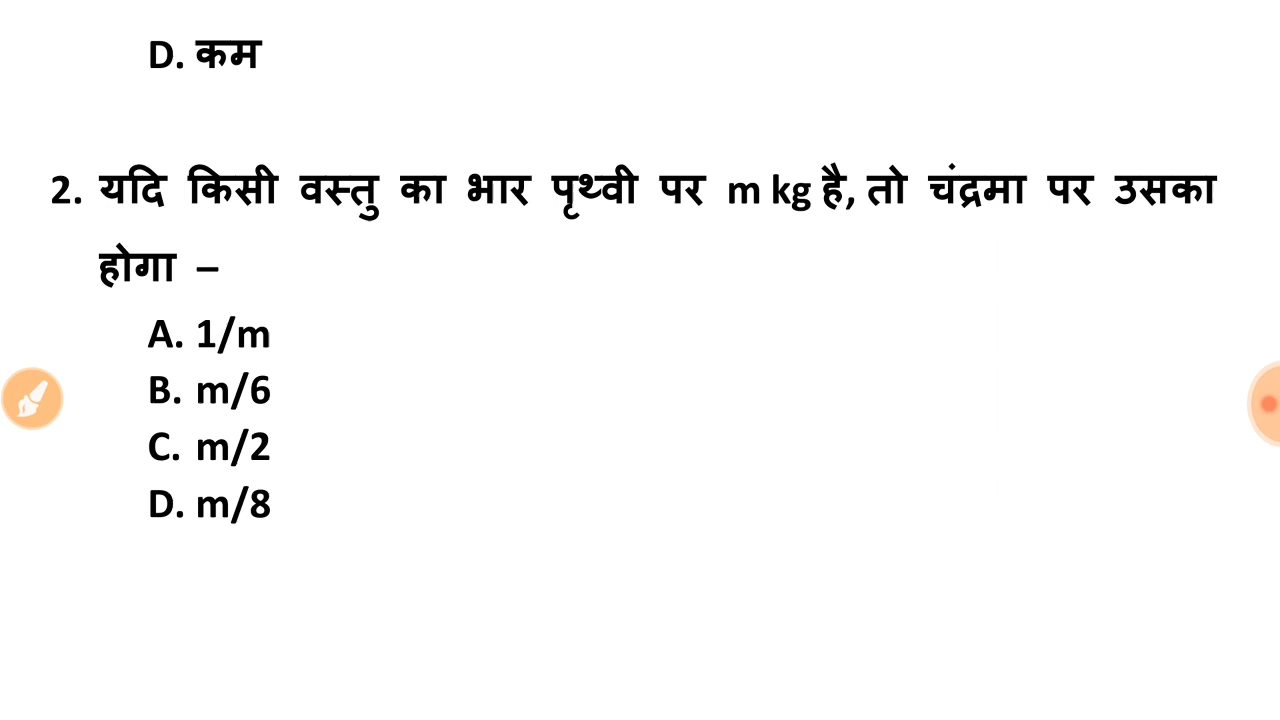 D. कम
2. यदि किसी वस्तु का भार पृथ्वी पर m kg है, तो चंद्रमा पर उसका
होगा –
A. 1/m
B. m/6
C. m/2
D. m/8